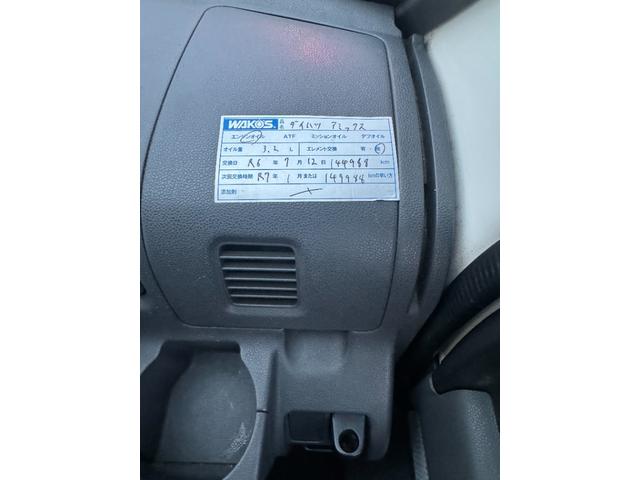 WAKO'S 品名 ダイハツ アミックス
エンジンオイル ATF ミッションオイル デフオイル
オイル量 3.2 L エレメント交換 有 無
交換日 R6 年 7 月 12 日 144988 km
次回交換時期 R7 年 1 月または 149988 kmの早い方
添加剤